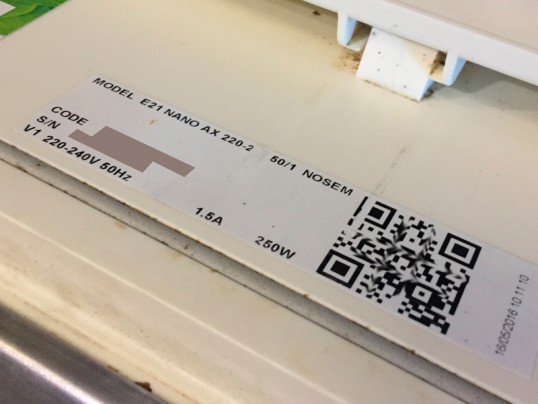 MODEL E21 NANO AX 220-2 50/1 NOSEM
CODE
S/N
V1 220-240V 50Hz 1.5A 250W
16/05/2016 10:11:10